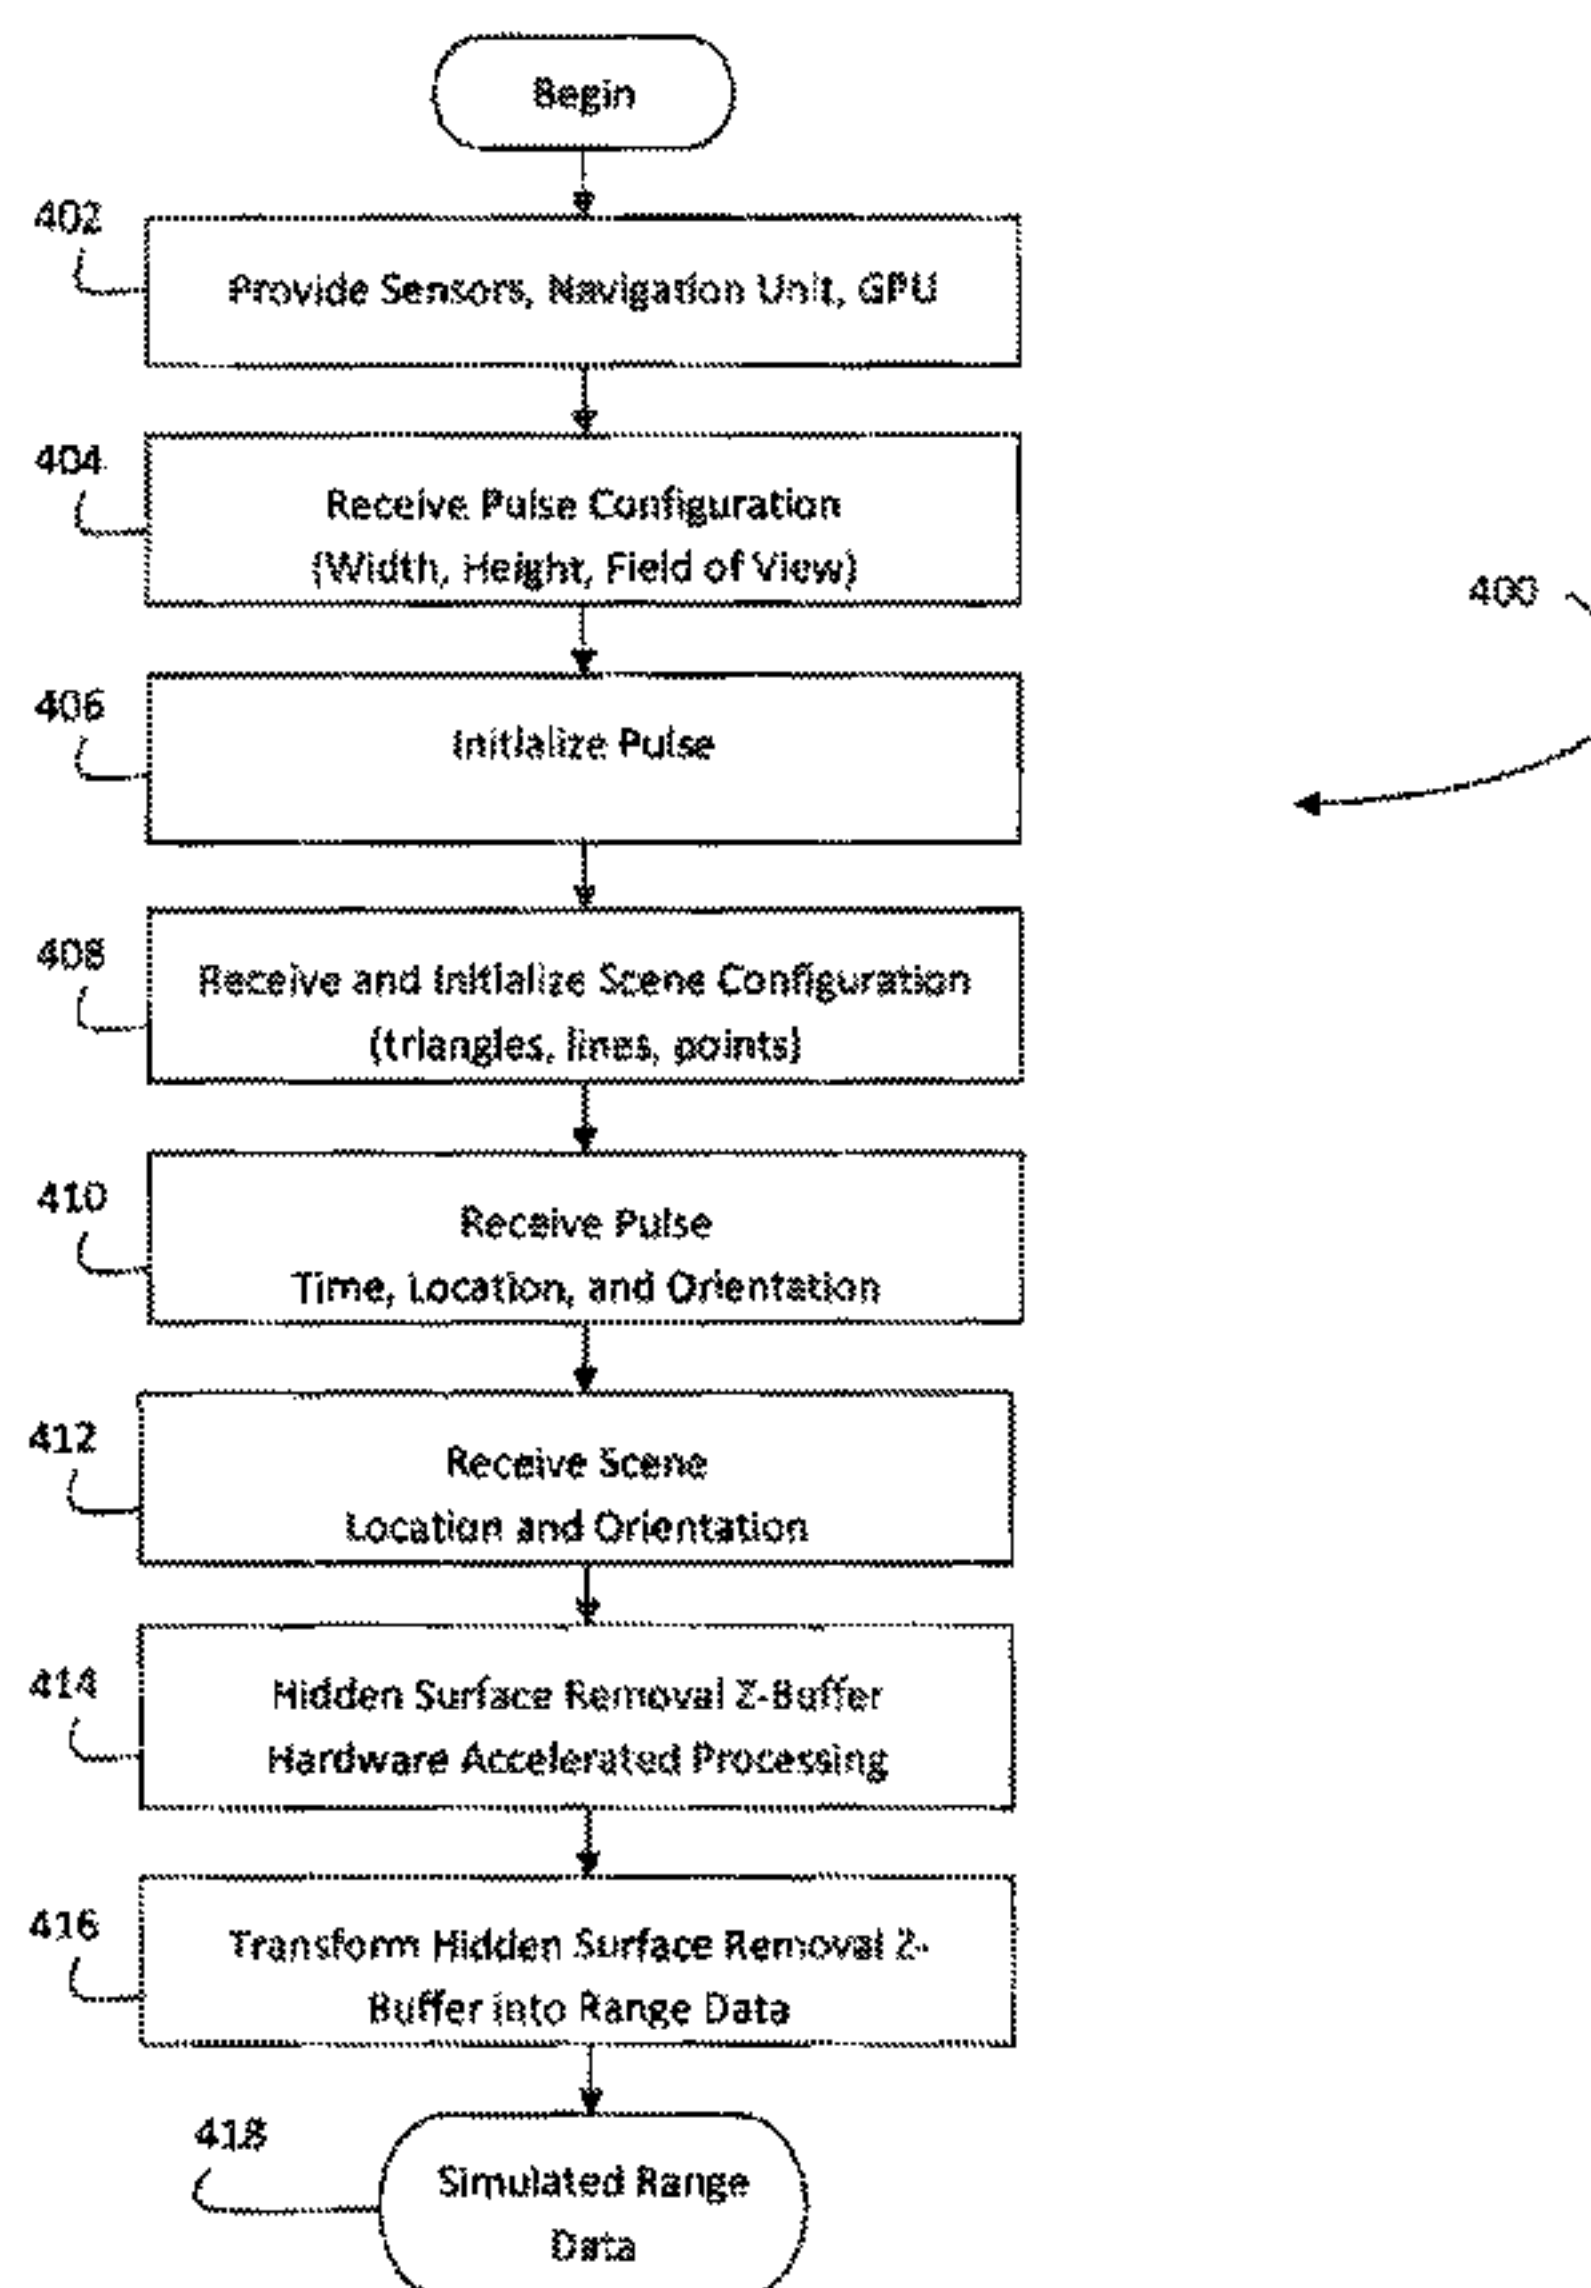 Begin
402
Provide Sensors, Navigation Unit, GPU
404
Receive Pulse Configuration
(Width, Height, Field of View)
400
406
Initialize Pulse
408
Receive and Initialize Scene Configuration
(triangles, lines, points)
410
Receive Pulse
Time, Location, and Orientation
412
Receive Scene
Location and Orientation
414
Hidden Surface Removal Z-Buffer
Hardware Accelerated Processing
416
Transform Hidden Surface Removal Z-
Buffer into Range Data
418
Simulated Range
Data